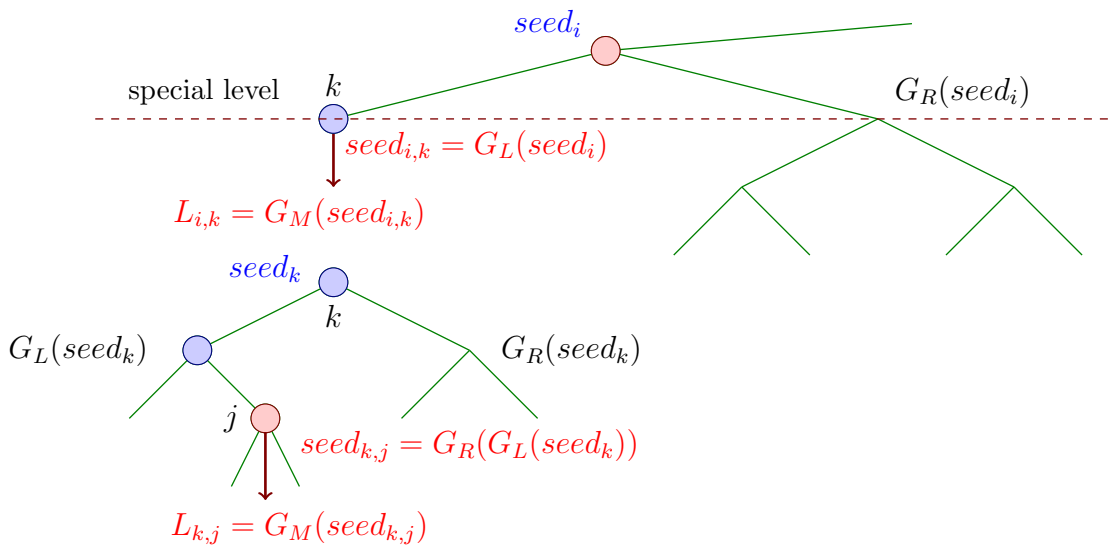 seed_i
special level
k
G_R(seed_i)
seed_{i,k} = G_L(seed_i)
L_{i,k} = G_M(seed_{i,k})
seed_k
k
G_L(seed_k)
G_R(seed_k)
j
seed_{k,j} = G_R(G_L(seed_k))
L_{k,j} = G_M(seed_{k,j})